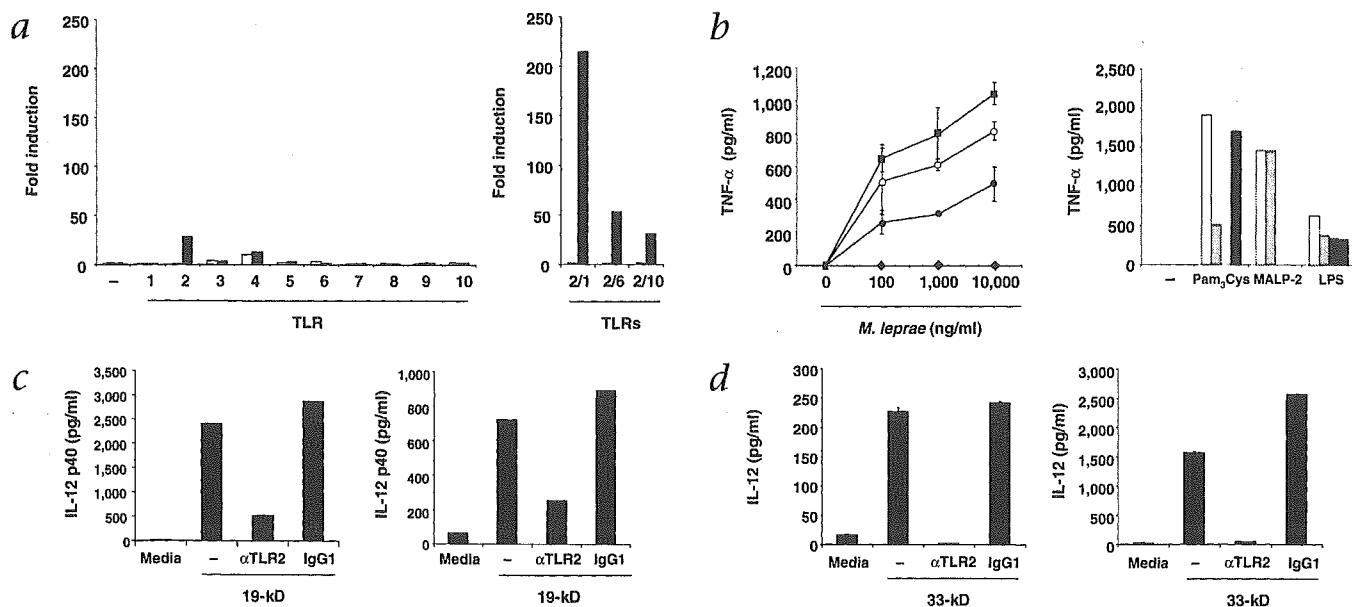 a
Fold induction
250
200
150
100
50
0
– 1 2 3 4 5 6 7 8 9 10
TLR
Fold induction
250
200
150
100
50
0
2/1 2/6 2/10
TLRs
b
TNF-α (pg/ml)
1,200
1,000
800
600
400
200
0
0 100 1,000 10,000
M. leprae (ng/ml)
TNF-α (pg/ml)
2,500
2,000
1,500
1,000
500
0
– Pam₃Cys MALP-2 LPS
c
IL-12 p40 (pg/ml)
3,500
3,000
2,500
2,000
1,500
1,000
500
0
Media – αTLR2 IgG1
19-kD
IL-12 p40 (pg/ml)
1,000
800
600
400
200
0
Media – αTLR2 IgG1
19-kD
d
IL-12 (pg/ml)
300
250
200
150
100
50
0
Media – αTLR2 IgG1
33-kD
IL-12 (pg/ml)
3,000
2,500
2,000
1,500
1,000
500
0
Media – αTLR2 IgG1
33-kD